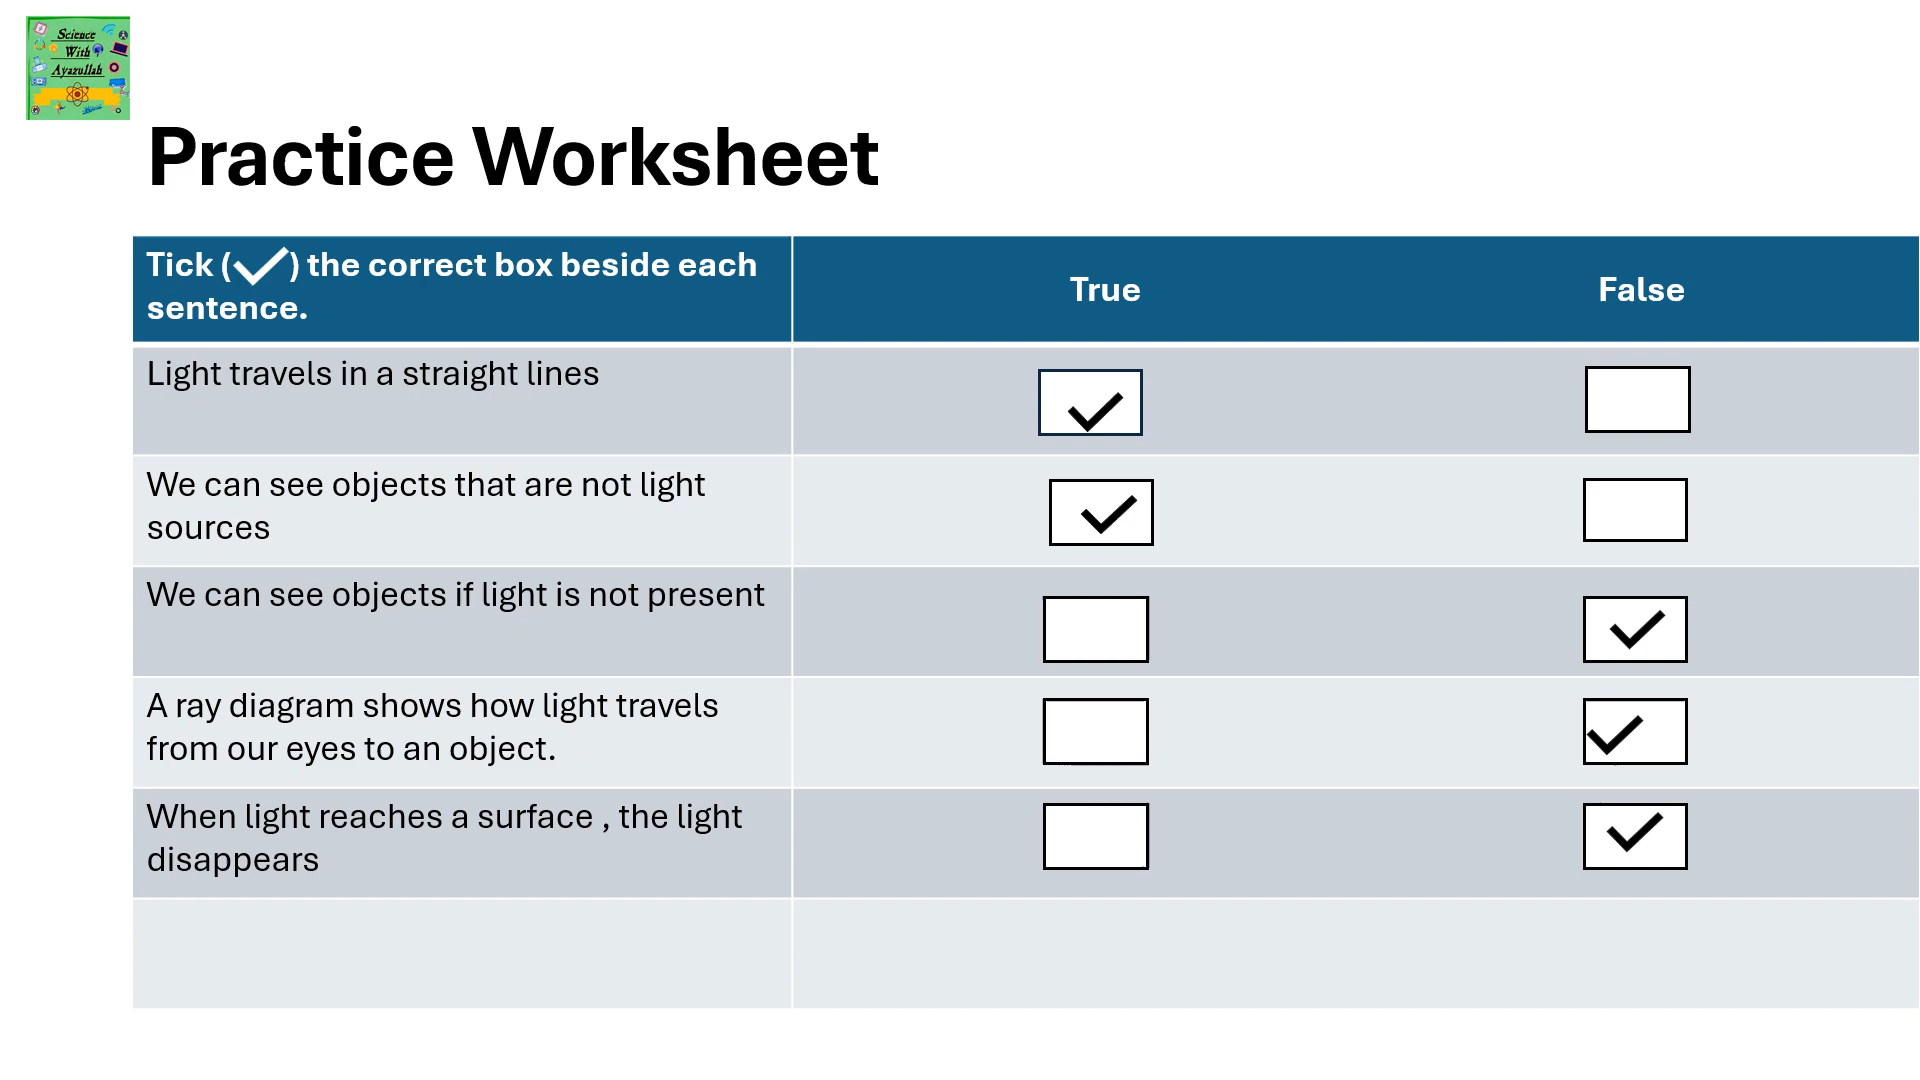 Science
With
Ayazullah
Practice Worksheet
Tick (✓) the correct box beside each
sentence.
True
False
Light travels in a straight lines
✓
We can see objects that are not light
sources
✓
We can see objects if light is not present
✓
A ray diagram shows how light travels
from our eyes to an object.
✓
When light reaches a surface , the light
disappears
✓